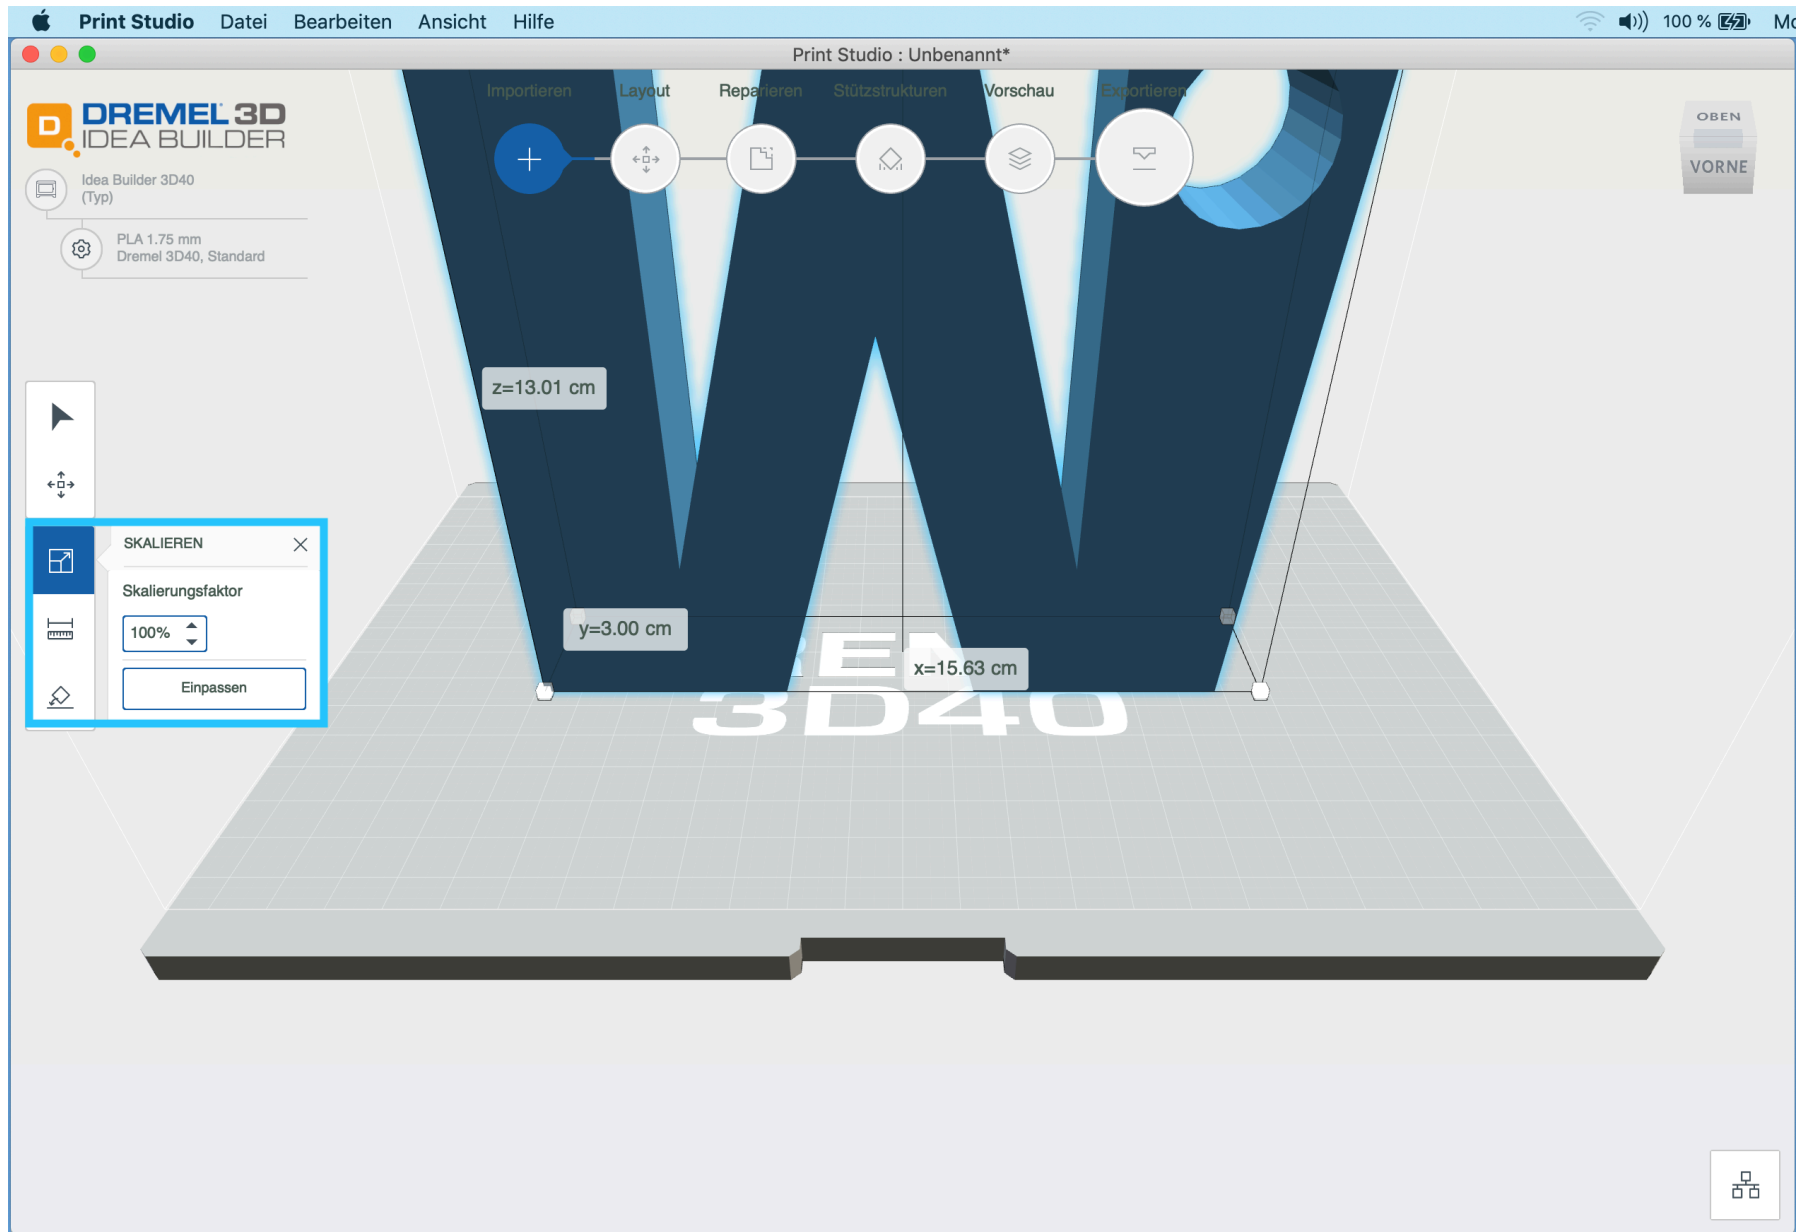 Print Studio Datei Bearbeiten Ansicht Hilfe 100 %
Print Studio : Unbenannt*
Importieren Layout Reparieren Stützstrukturen Vorschau Exportieren
DREMEL 3D
IDEA BUILDER
Idea Builder 3D40
(Typ)
PLA 1.75 mm
Dremel 3D40, Standard
OBEN
VORNE
z=13.01 cm
SKALIEREN
Skalierungsfaktor
100%
Einpassen
y=3.00 cm
x=15.63 cm
3D40